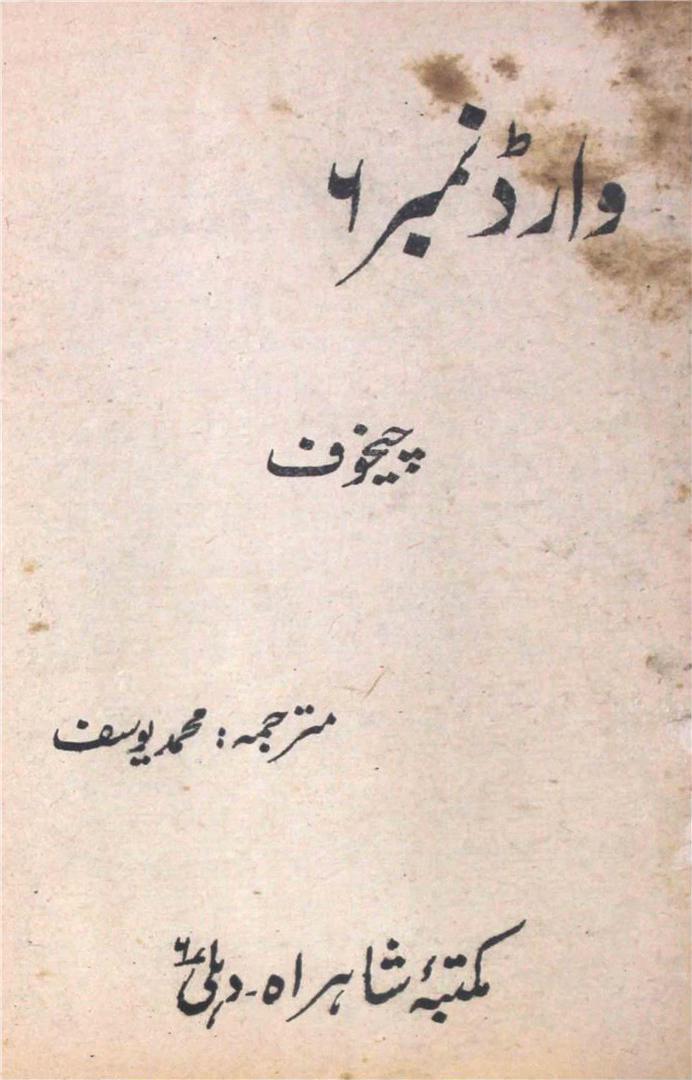 وارڈ نمبر ۶
چیخوف
مترجمہ: محمد یوسف
مکتبۂ شاہراہ۔ دہلی ۶